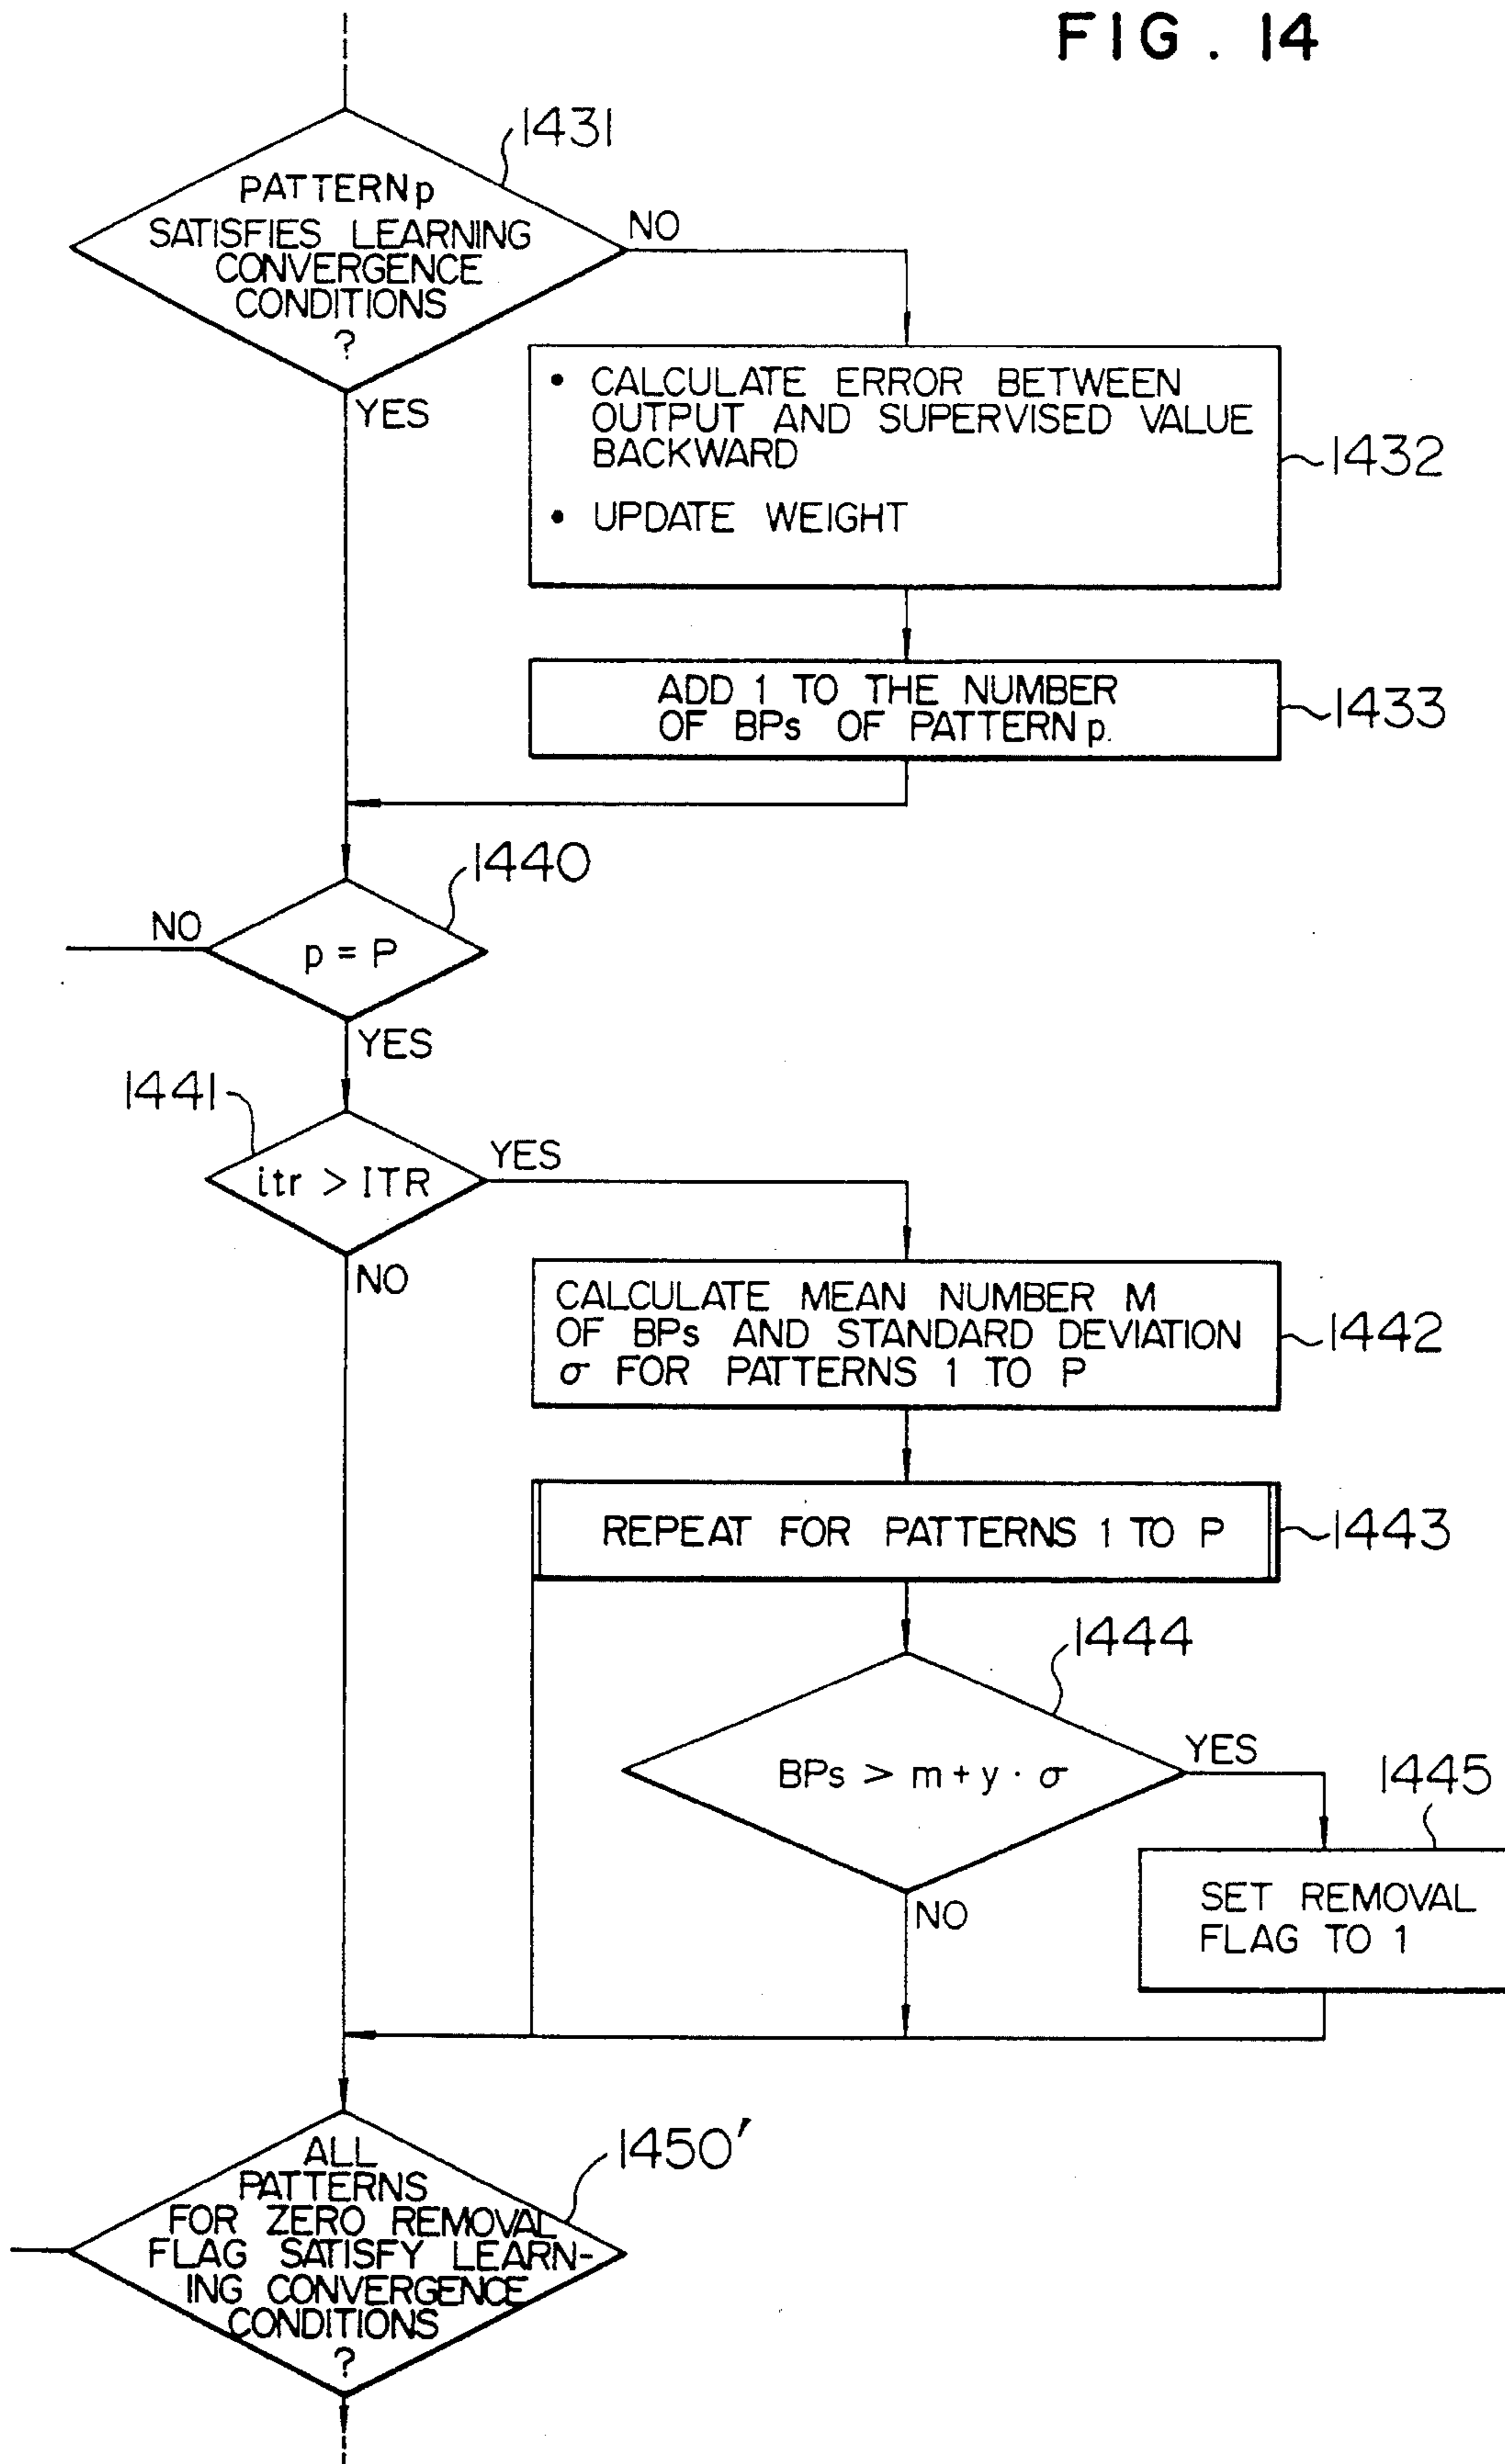 FIG. 14
1431
PATTERN p
SATISFIES LEARNING
CONVERGENCE
CONDITIONS
?
NO
YES
• CALCULATE ERROR BETWEEN
OUTPUT AND SUPERVISED VALUE
BACKWARD
• UPDATE WEIGHT
1432
ADD 1 TO THE NUMBER
OF BPs OF PATTERN p.
1433
1440
NO
p = P
YES
1441
itr > ITR
YES
NO
CALCULATE MEAN NUMBER M
OF BPs AND STANDARD DEVIATION
σ FOR PATTERNS 1 TO P
1442
REPEAT FOR PATTERNS 1 TO P
1443
1444
BPs > m + y · σ
YES
NO
1445
SET REMOVAL
FLAG TO 1
1450'
ALL
PATTERNS
FOR ZERO REMOVAL
FLAG SATISFY LEARN-
ING CONVERGENCE
CONDITIONS
?